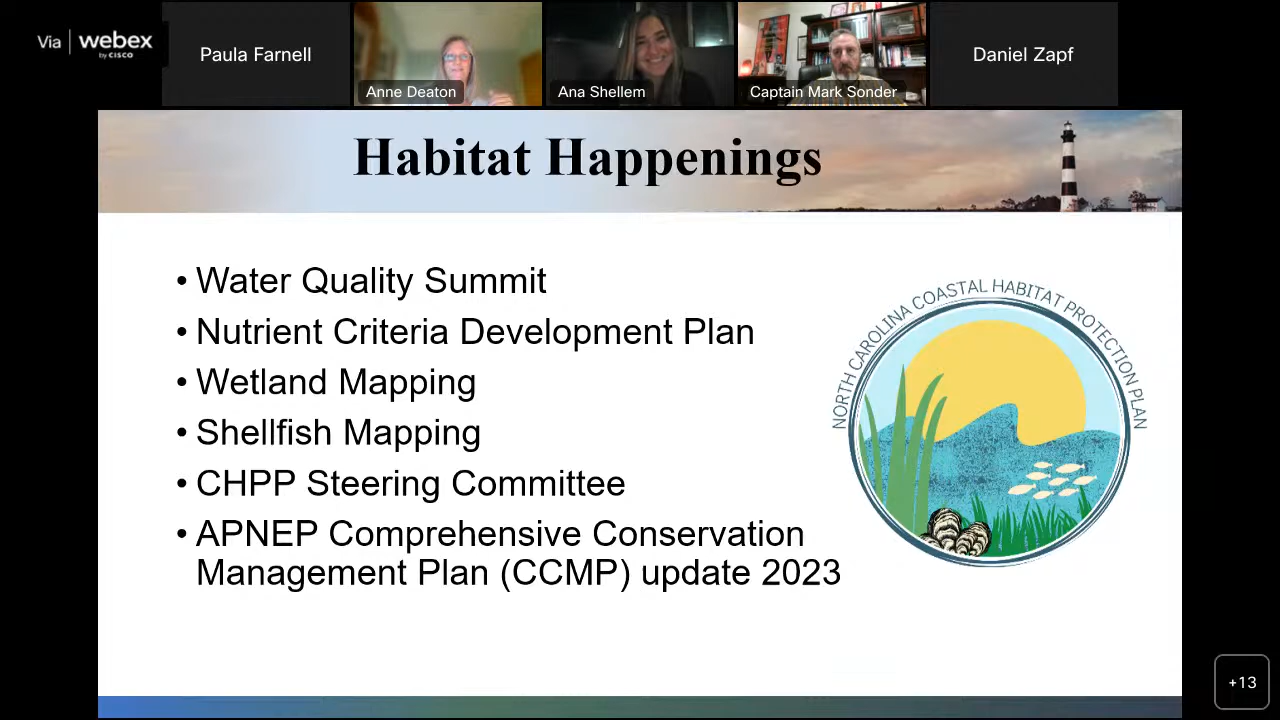 Via | webex
by CISCO
Paula Farnell
Anne Deaton
Ana Shellem
Captain Mark Sonder
Daniel Zapf
Habitat Happenings
• Water Quality Summit
• Nutrient Criteria Development Plan
• Wetland Mapping
• Shellfish Mapping
• CHPP Steering Committee
• APNEP Comprehensive Conservation
Management Plan (CCMP) update 2023
NORTH CAROLINA COASTAL HABITAT PROTECTION PLAN
+13